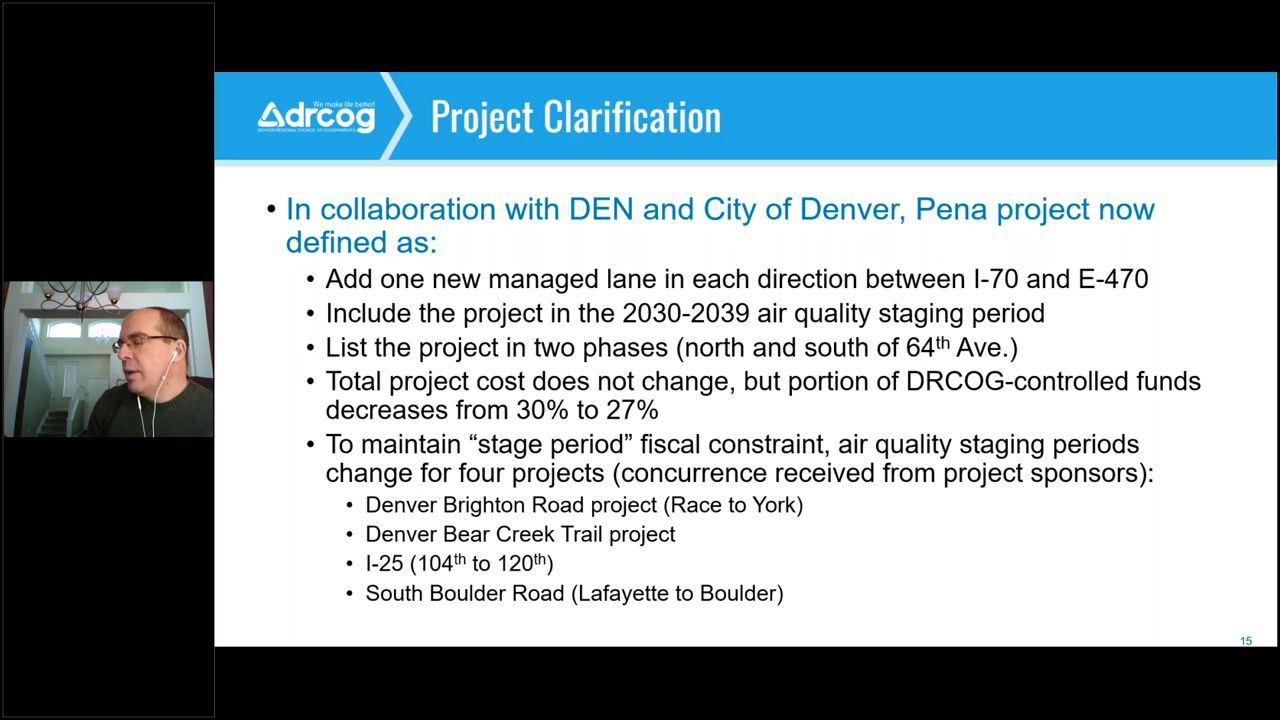 We make life better!
drcog
DENVER REGIONAL COUNCIL OF GOVERNMENTS
Project Clarification
• In collaboration with DEN and City of Denver, Pena project now
defined as:
• Add one new managed lane in each direction between I-70 and E-470
• Include the project in the 2030-2039 air quality staging period
• List the project in two phases (north and south of 64th Ave.)
• Total project cost does not change, but portion of DRCOG-controlled funds
decreases from 30% to 27%
• To maintain “stage period” fiscal constraint, air quality staging periods
change for four projects (concurrence received from project sponsors):
• Denver Brighton Road project (Race to York)
• Denver Bear Creek Trail project
• I-25 (104th to 120th)
• South Boulder Road (Lafayette to Boulder)
15